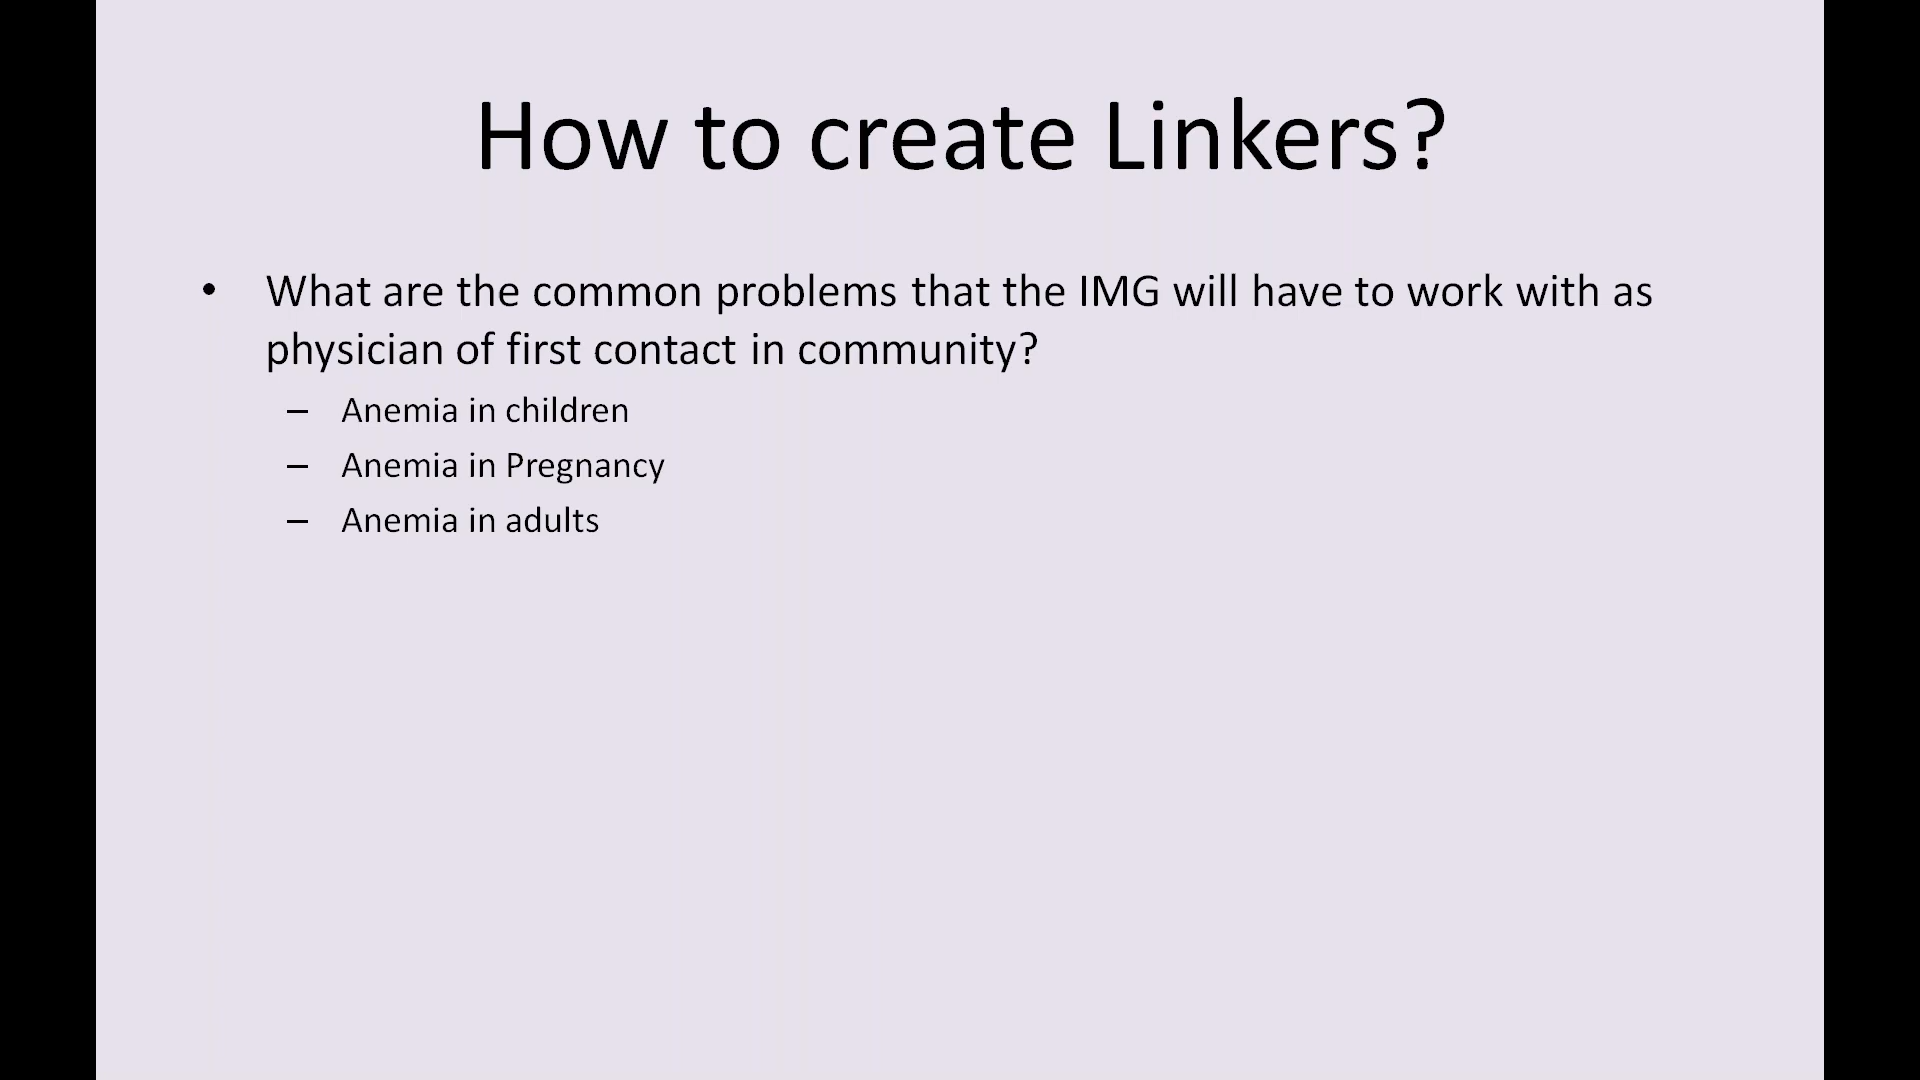 How to create Linkers?
• What are the common problems that the IMG will have to work with as
physician of first contact in community?
– Anemia in children
– Anemia in Pregnancy
– Anemia in adults